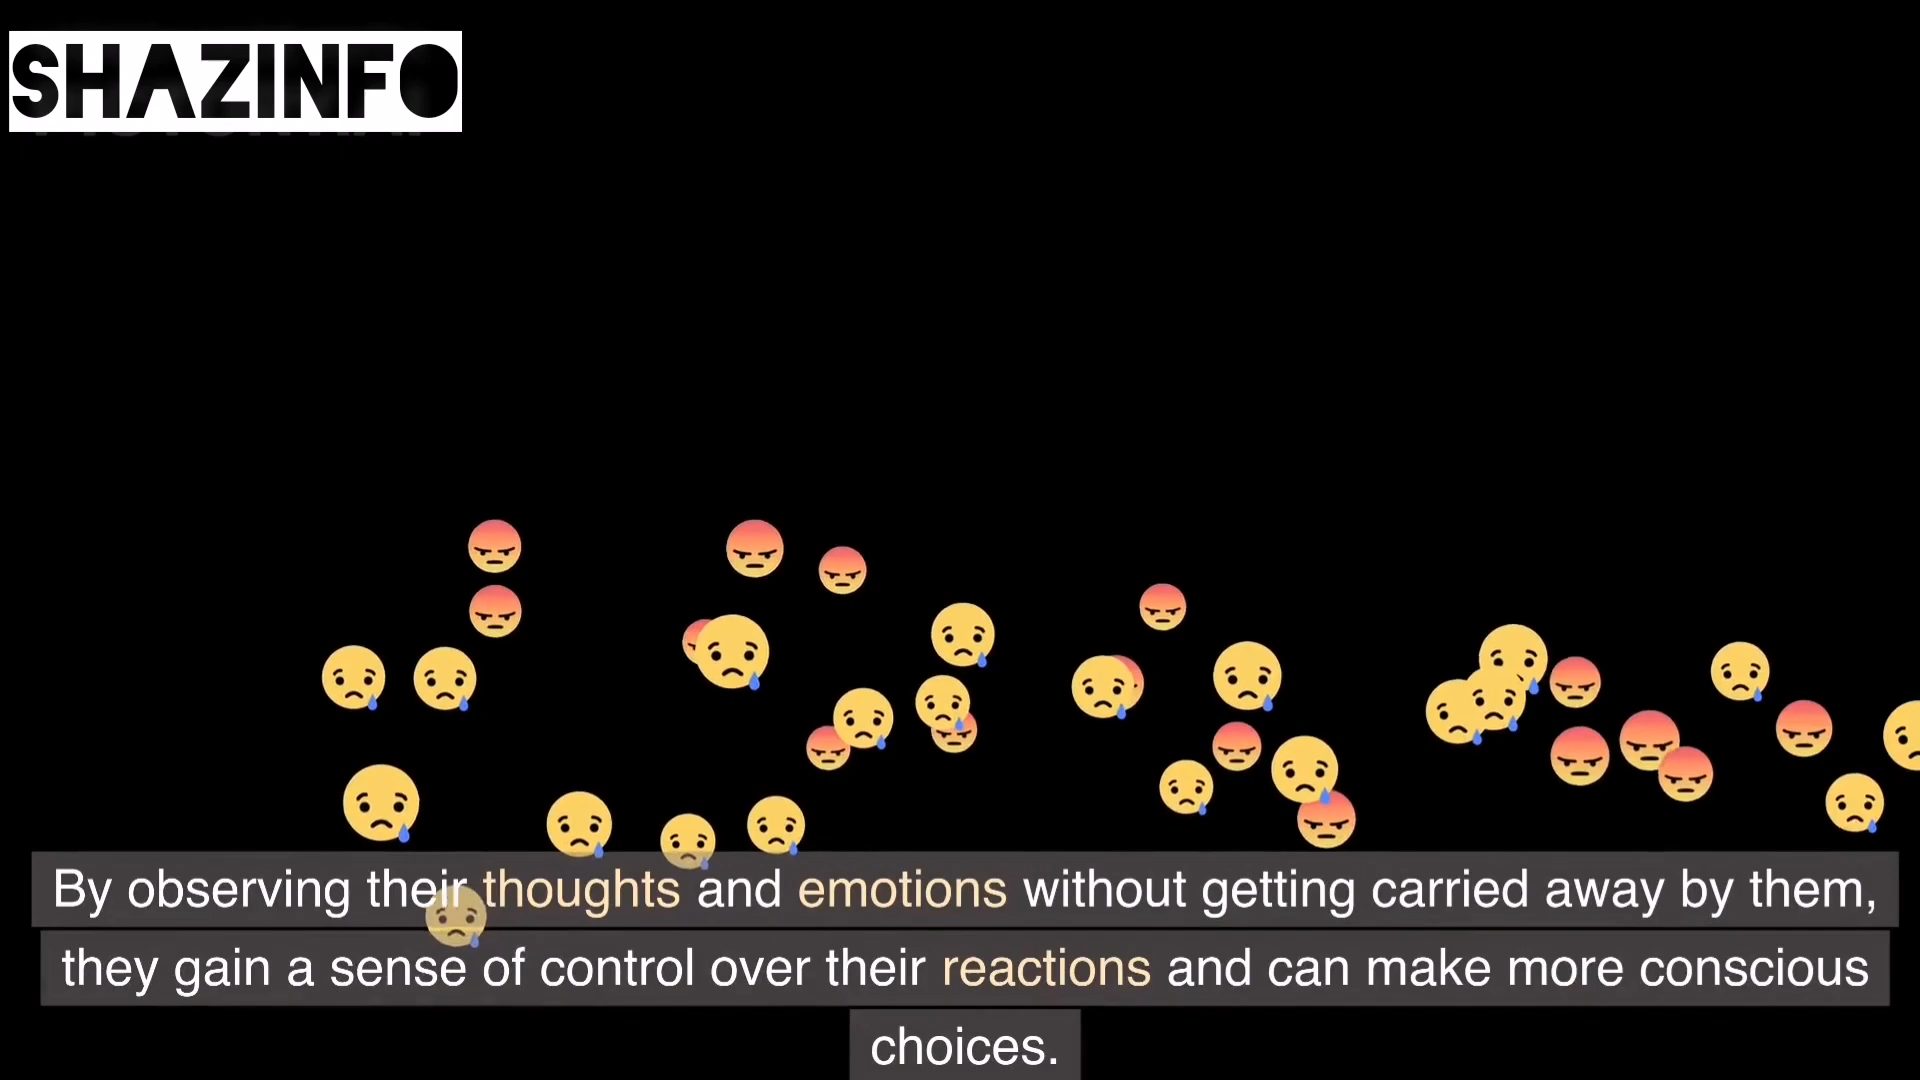 SHAZINFO
By observing their thoughts and emotions without getting carried away by them,
they gain a sense of control over their reactions and can make more conscious
choices.